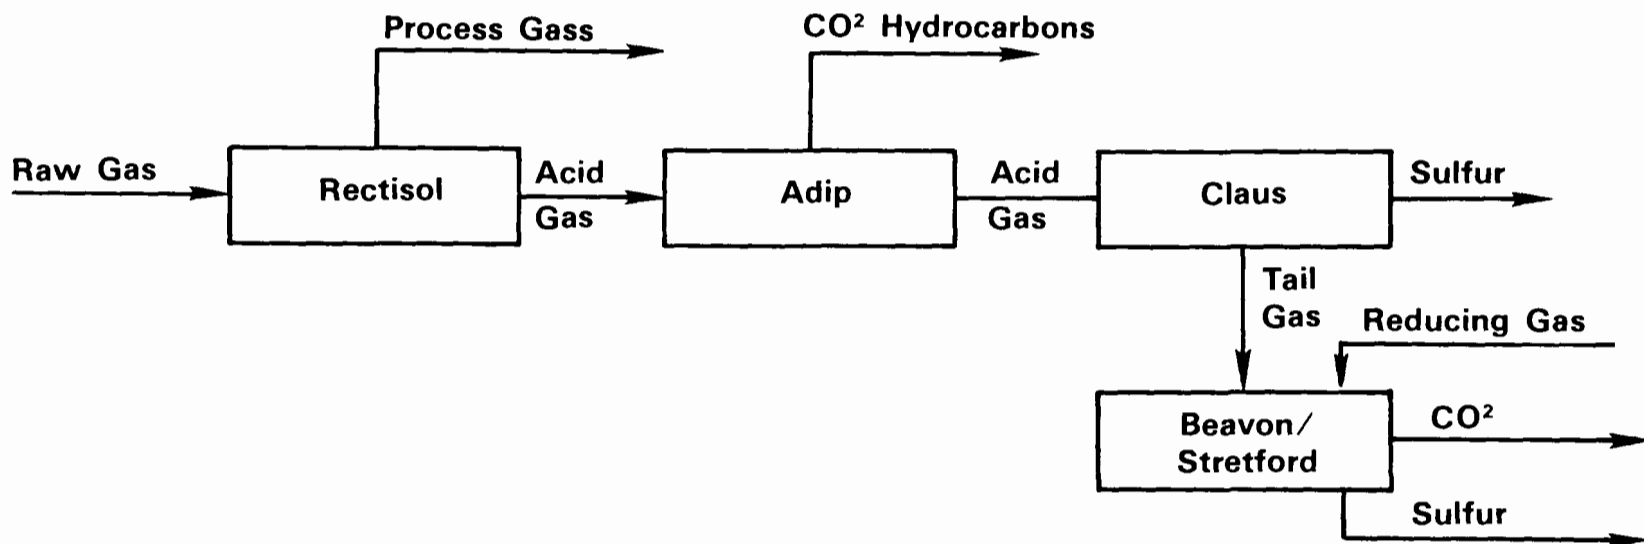 Process Gass
CO² Hydrocarbons
Raw Gas
Rectisol
Acid
Gas
Adip
Acid
Gas
Claus
Sulfur
Tail
Gas
Reducing Gas
Beavon/
Stretford
CO²
Sulfur